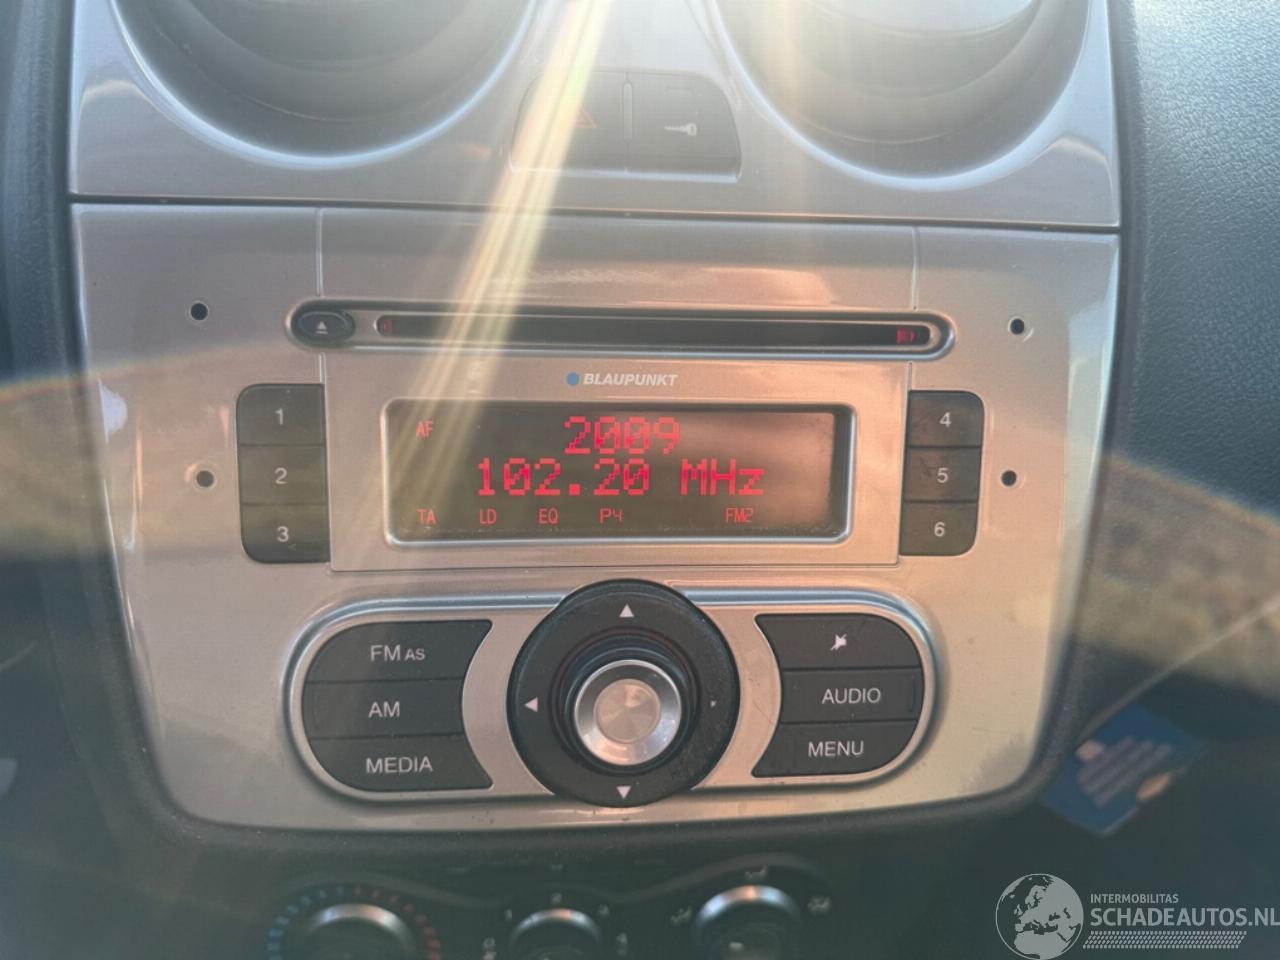 BLAUPUNKT
AF 2009
102.20 MHz
TA LD EQ P4 FM2
1
2
3
4
5
6
FM AS
AM
MEDIA
AUDIO
MENU
INTERMOBILITAS
SCHADEAUTOS.NL